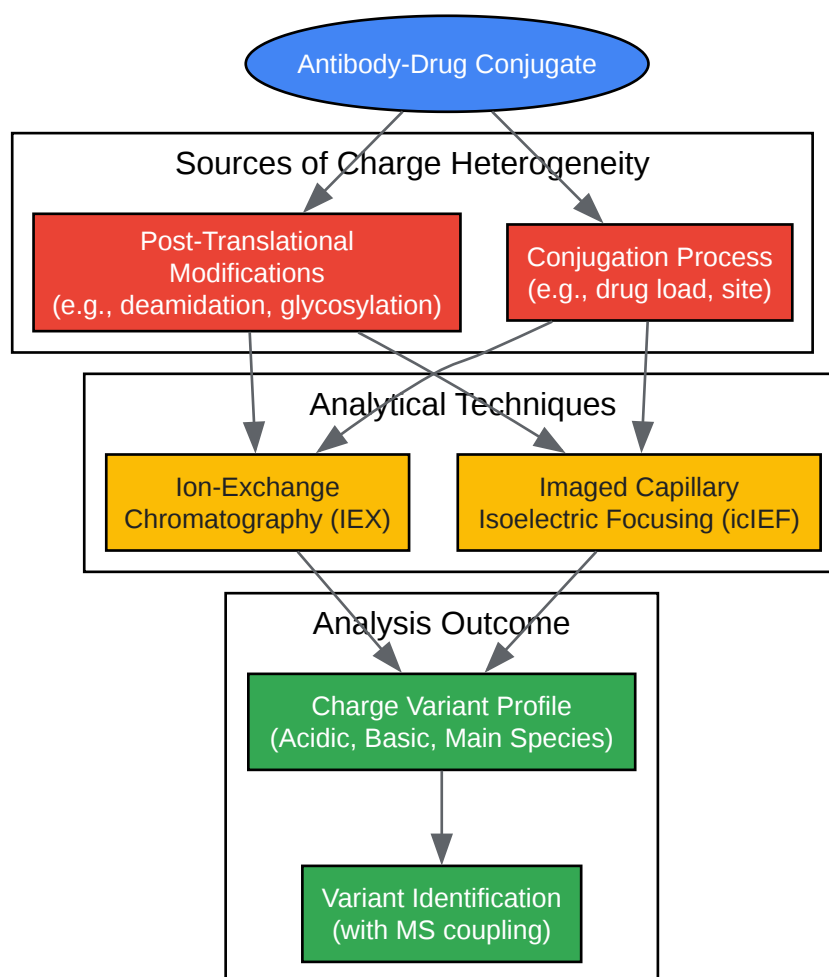 Antibody-Drug Conjugate
Sources of Charge Heterogeneity
Post-Translational
Modifications
(e.g., deamidation, glycosylation)
Conjugation Process
(e.g., drug load, site)
Analytical Techniques
Ion-Exchange
Chromatography (IEX)
Imaged Capillary
Isoelectric Focusing (icIEF)
Analysis Outcome
Charge Variant Profile
(Acidic, Basic, Main Species)
Variant Identification
(with MS coupling)